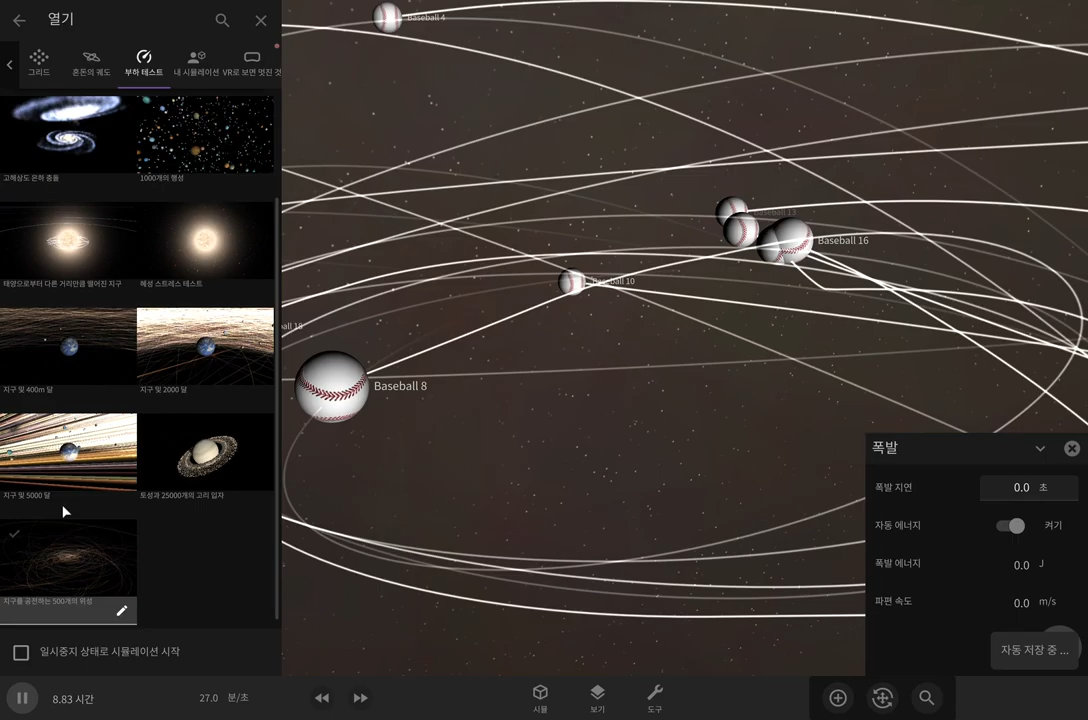 열기
그리드
혼돈의 궤도
부하 테스트
내 시뮬레이션
VR로 보면 멋진 것
고해상도 은하 충돌
1000개의 행성
태양으로부터 다른 거리만큼 떨어진 지구
혜성 스트레스 테스트
지구 및 400m 달
지구 및 2000 달
지구 및 5000 달
토성과 25000개의 고리 입자
지구를 공전하는 500개의 위성
일시중지 상태로 시뮬레이션 시작
8.83 시간
27.0 분/초
시뮬
보기
도구
Baseball 4
Baseball 13
Baseball 16
Baseball 10
ball 18
Baseball 8
폭발
폭발 지연
0.0 초
자동 에너지
켜기
폭발 에너지
0.0 J
파편 속도
0.0 m/s
자동 저장 중 ...